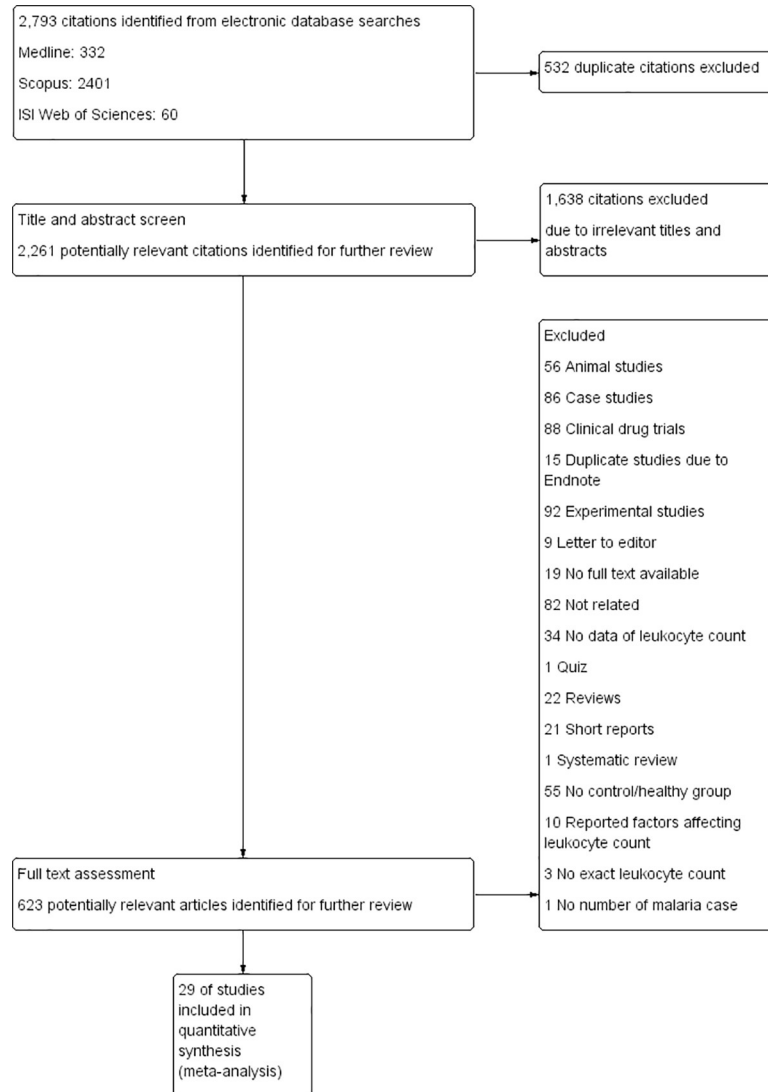 2,793 citations identified from electronic database searches
Medline: 332
Scopus: 2401
ISI Web of Sciences: 60
532 duplicate citations excluded
Title and abstract screen
2,261 potentially relevant citations identified for further review
1,638 citations excluded
due to irrelevant titles and
abstracts
Excluded
56 Animal studies
86 Case studies
88 Clinical drug trials
15 Duplicate studies due to
Endnote
92 Experimental studies
9 Letter to editor
19 No full text available
82 Not related
34 No data of leukocyte count
1 Quiz
22 Reviews
21 Short reports
1 Systematic review
55 No control/healthy group
10 Reported factors affecting
leukocyte count
3 No exact leukocyte count
1 No number of malaria case
Full text assessment
623 potentially relevant articles identified for further review
29 of studies
included in
quantitative
synthesis
(meta-analysis)